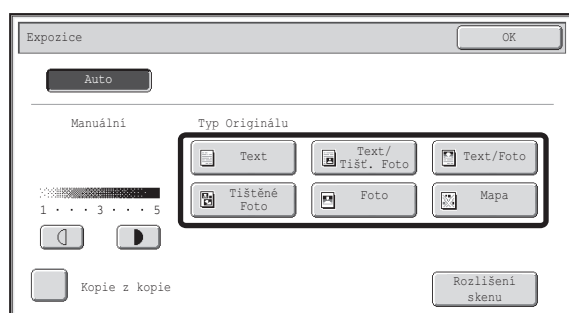 Expozice
OK
Auto
Manuální
Typ Originálu
Text
Text/
Tišť. Foto
Text/Foto
Tištěné
Foto
Foto
Mapa
1 · · · 3 · · · 5
Kopie z kopie
Rozlišení
skenu